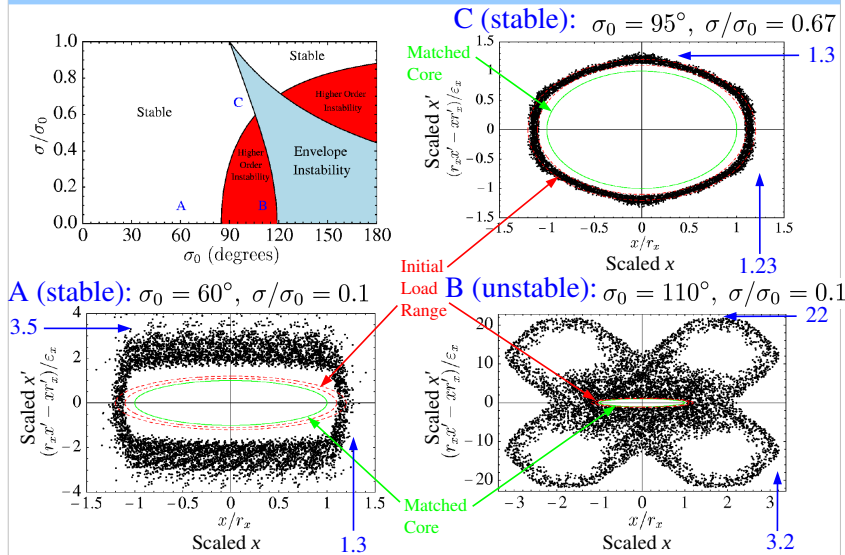 C (stable): σ₀ = 95°, σ/σ₀ = 0.67
1.0
0.8
0.6
0.4
0.2
0.0
σ/σ₀
Stable
Stable
C
Higher Order
Instability
Higher
Order
Instability
Envelope
Instability
A
B
0 30 60 90 120 150 180
σ₀ (degrees)
Matched
Core
1.3
1.5
1
0.5
0
−0.5
−1
−1.5
Scaled x′
(rₓx′ − xr′ₓ)/εₓ
−1.5 −1 −0.5 0 0.5 1 1.5
x/rₓ
Scaled x
1.23
Initial
Load
Range
A (stable): σ₀ = 60°, σ/σ₀ = 0.1
3.5
4
2
0
−2
−4
Scaled x′
(rₓx′ − xr′ₓ)/εₓ
−1.5 −1 −0.5 0 0.5 1 1.5
x/rₓ
Scaled x
1.3
B (unstable): σ₀ = 110°, σ/σ₀ = 0.1
22
20
10
0
−10
−20
Scaled x′
(rₓx′ − xr′ₓ)/εₓ
−3 −2 −1 0 1 2 3
x/rₓ
Scaled x
3.2
Matched
Core